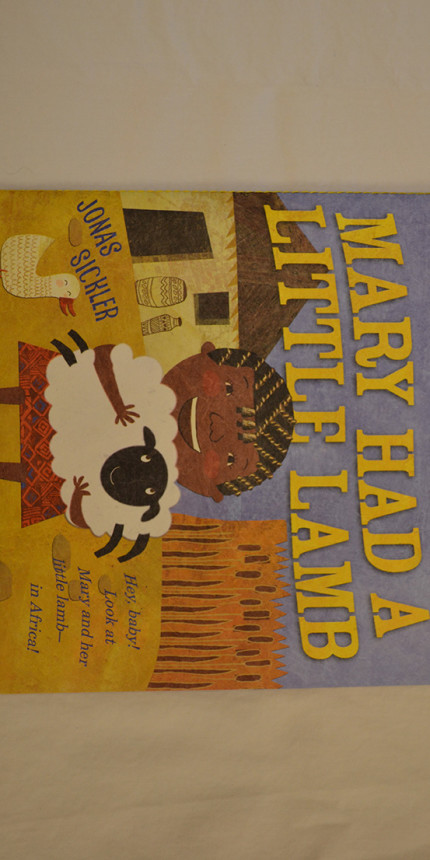 MARY HAD A
LITTLE LAMB
JONAS
SICKLER
Hey, baby!
Look at
Mary and her
little lamb—
in Africa!